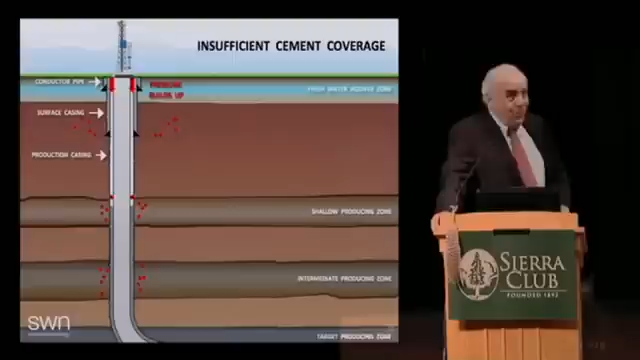 INSUFFICIENT CEMENT COVERAGE
CONDUCTOR PIPE
PRESSURE
BUILDS UP
FRESH WATER AQUIFER ZONE
SURFACE CASING
PRODUCTION CASING
SHALLOW PRODUCING ZONE
INTERMEDIATE PRODUCING ZONE
TARGET PRODUCING ZONE
swn
SIERRA
CLUB
FOUNDED 1892